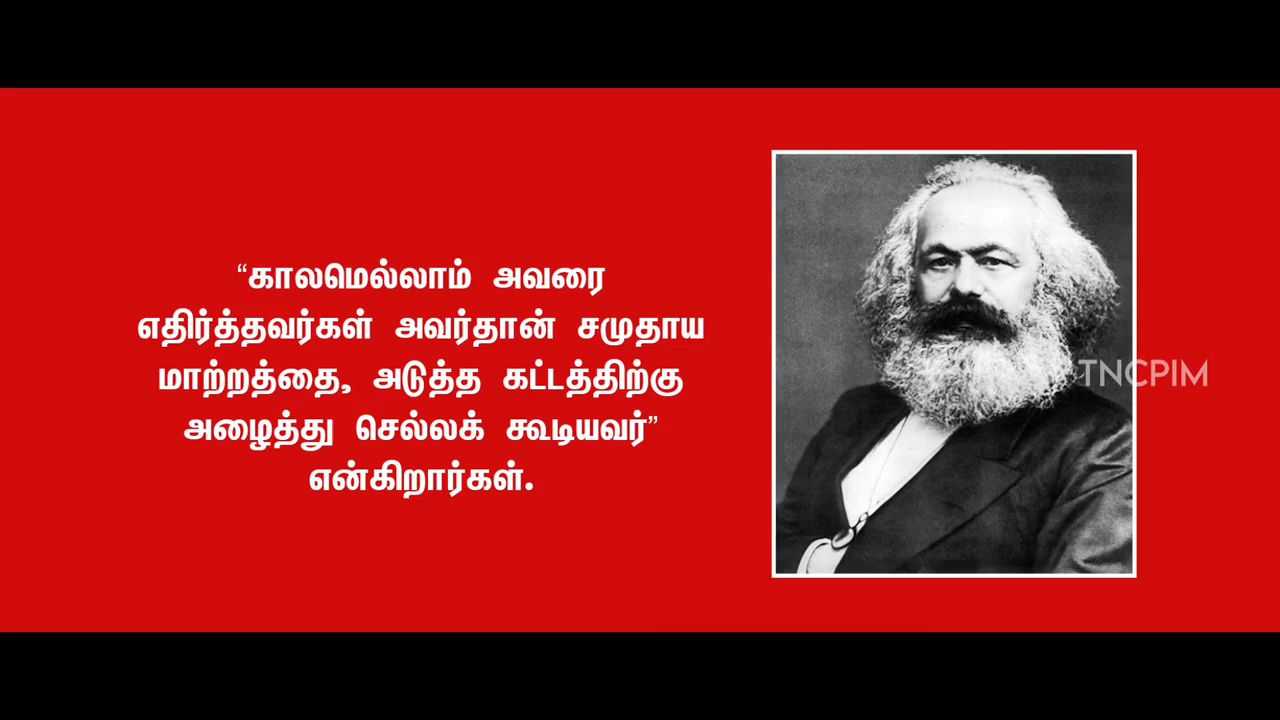 “காலமெல்லாம் அவரை
எதிர்த்தவர்கள் அவர்தான் சமுதாய
மாற்றத்தை, அடுத்த கட்டத்திற்கு
அழைத்து செல்லக் கூடியவர்”
என்கிறார்கள்.
TNCPIM